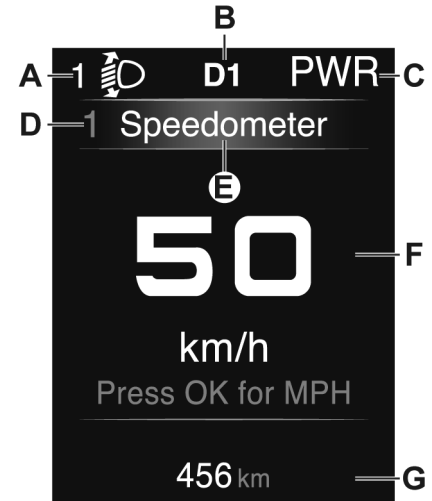 B
A 1 D1 PWR C
D 1 Speedometer
E
50 F
km/h
Press OK for MPH
456 km G